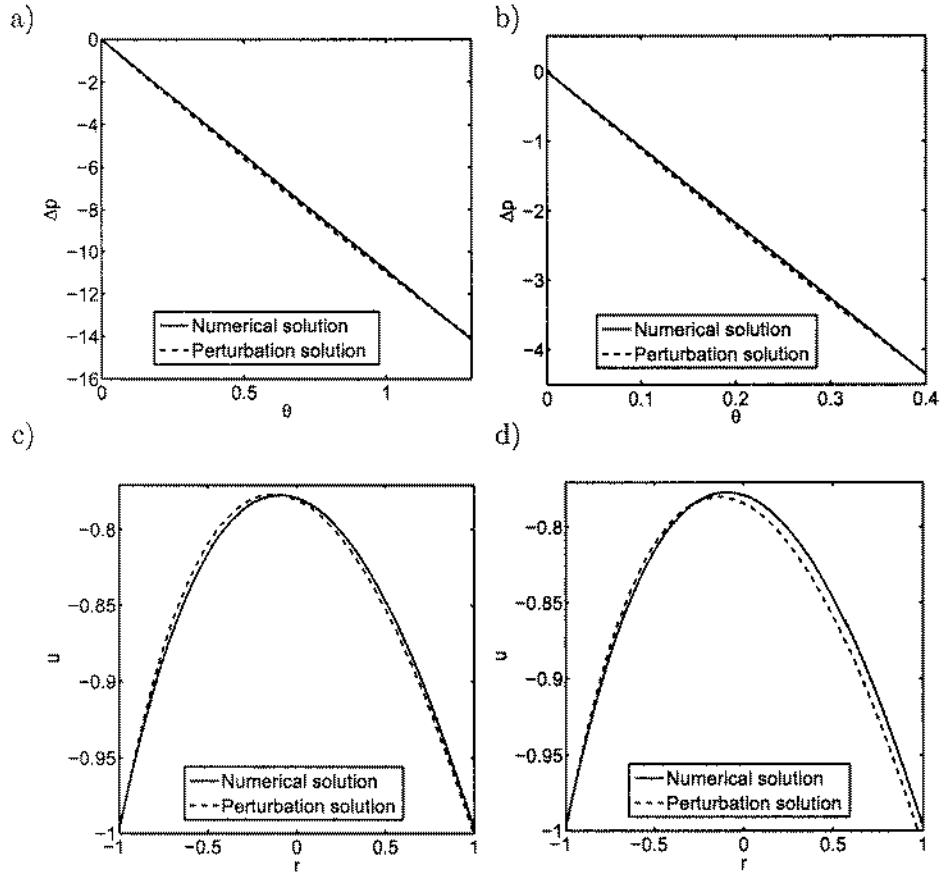 a)
0
−2
−4
−6
−8
−10
−12
−14
−16
Δp
Numerical solution
Perturbation solution
0
0.5
1
θ
b)
0
−1
−2
−3
−4
Δp
Numerical solution
Perturbation solution
0
0.1
0.2
0.3
0.4
θ
c)
−0.8
−0.85
−0.9
−0.95
−1
u
Numerical solution
Perturbation solution
−1
−0.5
0
0.5
1
r
d)
−0.8
−0.85
−0.9
−0.95
−1
u
Numerical solution
Perturbation solution
−1
−0.5
0
0.5
1
r